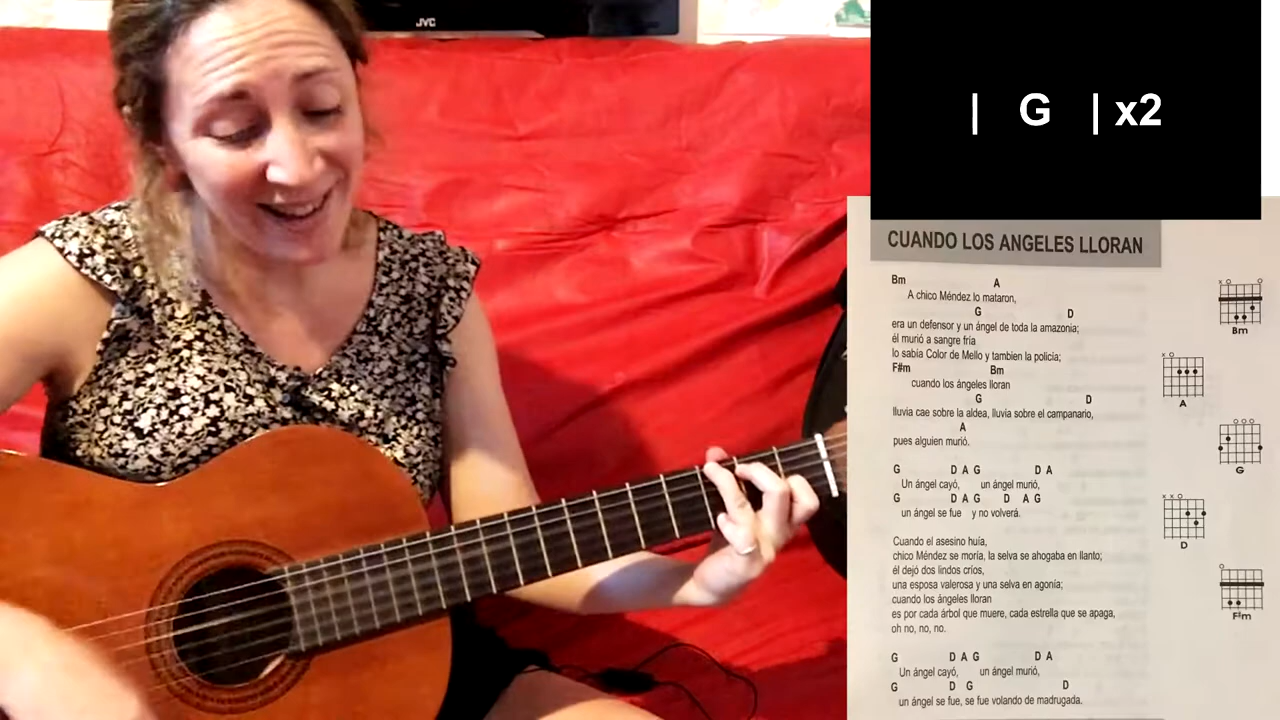 JVC
| G | x2
CUANDO LOS ANGELES LLORAN
Bm A
A chico Méndez lo mataron,
G D
era un defensor y un ángel de toda la amazonia;
él murió a sangre fria
lo sabía Color de Mello y tambien la policia;
F#m Bm
cuando los ángeles lloran
G D
lluvia cae sobre la aldea, lluvia sobre el campanario,
A
pues alguien murió.
G D A G D A
Un ángel cayó, un ángel murió,
G D A G D A G
un ángel se fue y no volverá.
Cuando el asesino huía,
chico Méndez se moría, la selva se ahogaba en llanto;
él dejó dos lindos críos,
una esposa valerosa y una selva en agonía;
cuando los ángeles lloran
es por cada árbol que muere, cada estrella que se apaga,
oh no, no, no.
G D A G D A
Un ángel cayó, un ángel murió,
G D G D
un ángel se fue, se fue volando de madrugada.
Bm
A
G
D
F#m